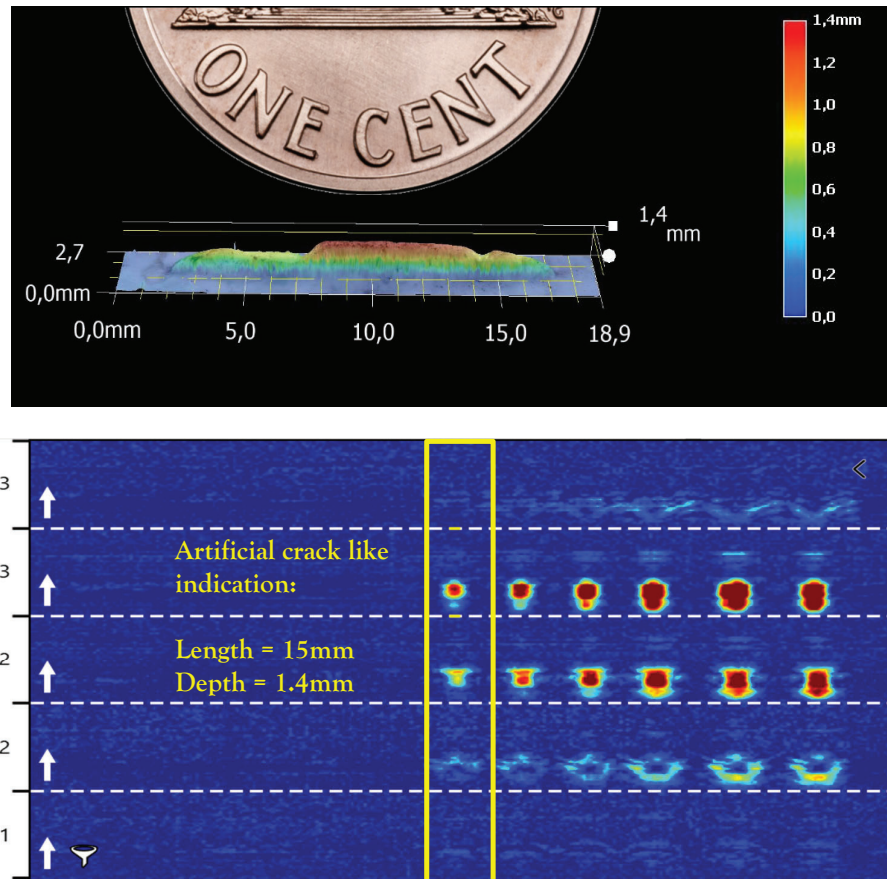 ONE CENT
1,4mm
1,2
1,0
0,8
0,6
0,4
0,2
0,0
1,4
mm
2,7
0,0mm
0,0mm 5,0 10,0 15,0 18,9
3
3
Artificial crack like
indication:
2
Length = 15mm
Depth = 1.4mm
2
1